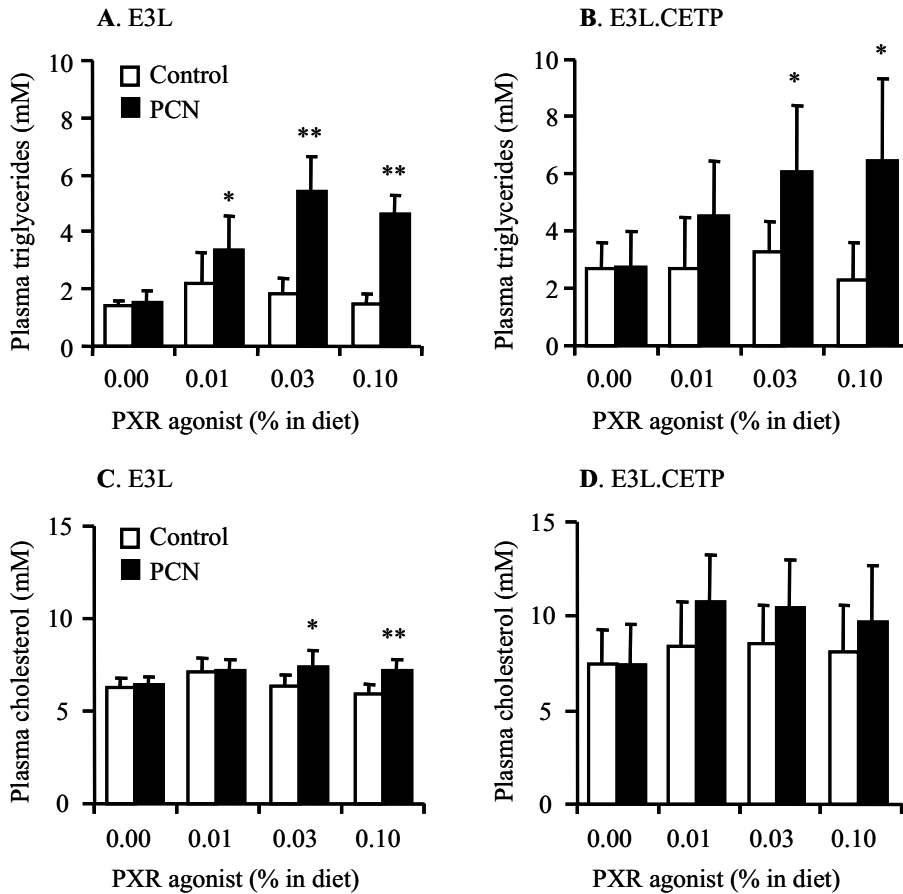 A. E3L
Plasma triglycerides (mM)
10
8
6
4
2
0
Control
PCN
*
**
**
0.00 0.01 0.03 0.10
PXR agonist (% in diet)
B. E3L.CETP
Plasma triglycerides (mM)
10
8
6
4
2
0
*
*
0.00 0.01 0.03 0.10
PXR agonist (% in diet)
C. E3L
Plasma cholesterol (mM)
15
10
5
0
Control
PCN
*
**
0.00 0.01 0.03 0.10
PXR agonist (% in diet)
D. E3L.CETP
Plasma cholesterol (mM)
15
10
5
0
0.00 0.01 0.03 0.10
PXR agonist (% in diet)